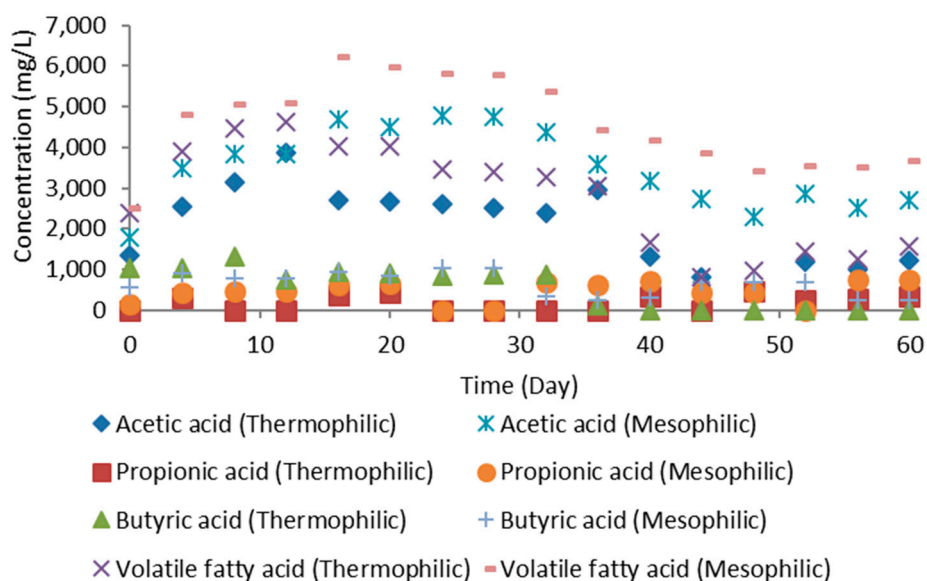 7,000
6,000
5,000
4,000
3,000
2,000
1,000
0
Concentration (mg/L)
0 10 20 30 40 50 60
Time (Day)
Acetic acid (Thermophilic) Acetic acid (Mesophilic)
Propionic acid (Thermophilic) Propionic acid (Mesophilic)
Butyric acid (Thermophilic) Butyric acid (Mesophilic)
Volatile fatty acid (Thermophilic) Volatile fatty acid (Mesophilic)